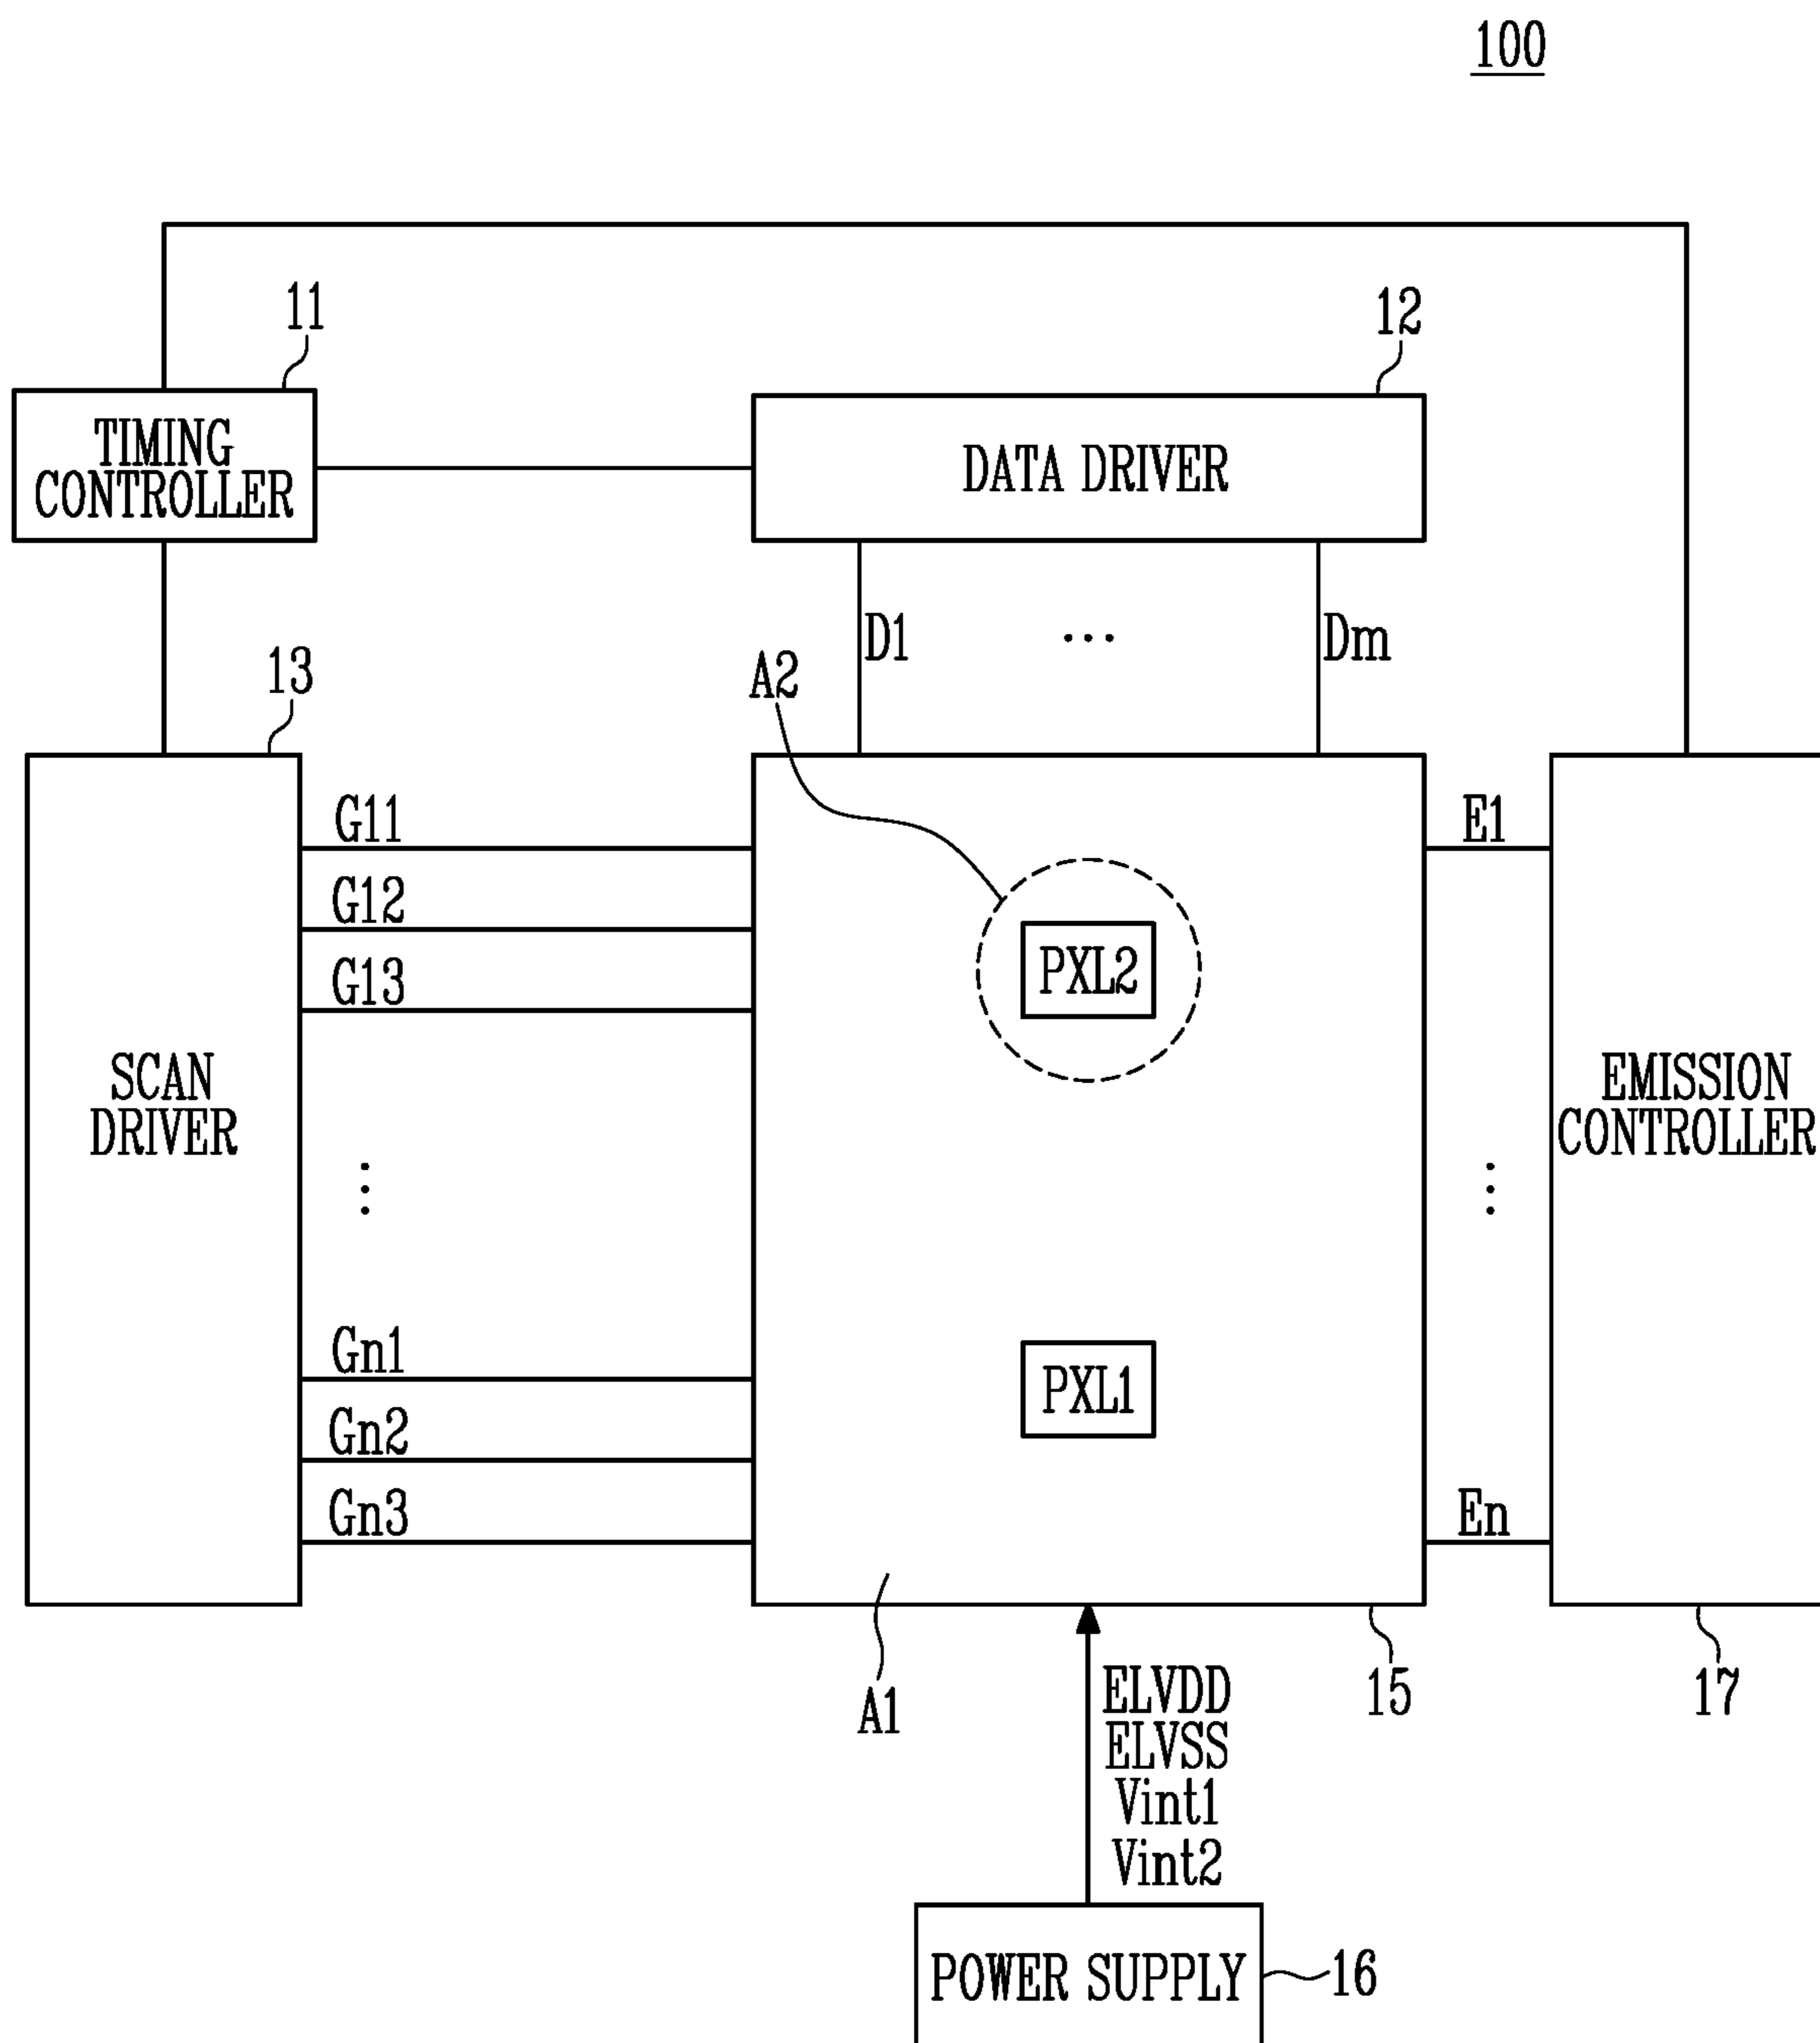 100
11
12
TIMING
CONTROLLER
DATA DRIVER
D1
...
Dm
13
A2
G11
E1
G12
G13
PXL2
SCAN
DRIVER
EMISSION
CONTROLLER
Gn1
PXL1
Gn2
Gn3
En
A1
15
17
ELVDD
ELVSS
Vint1
Vint2
POWER SUPPLY
16